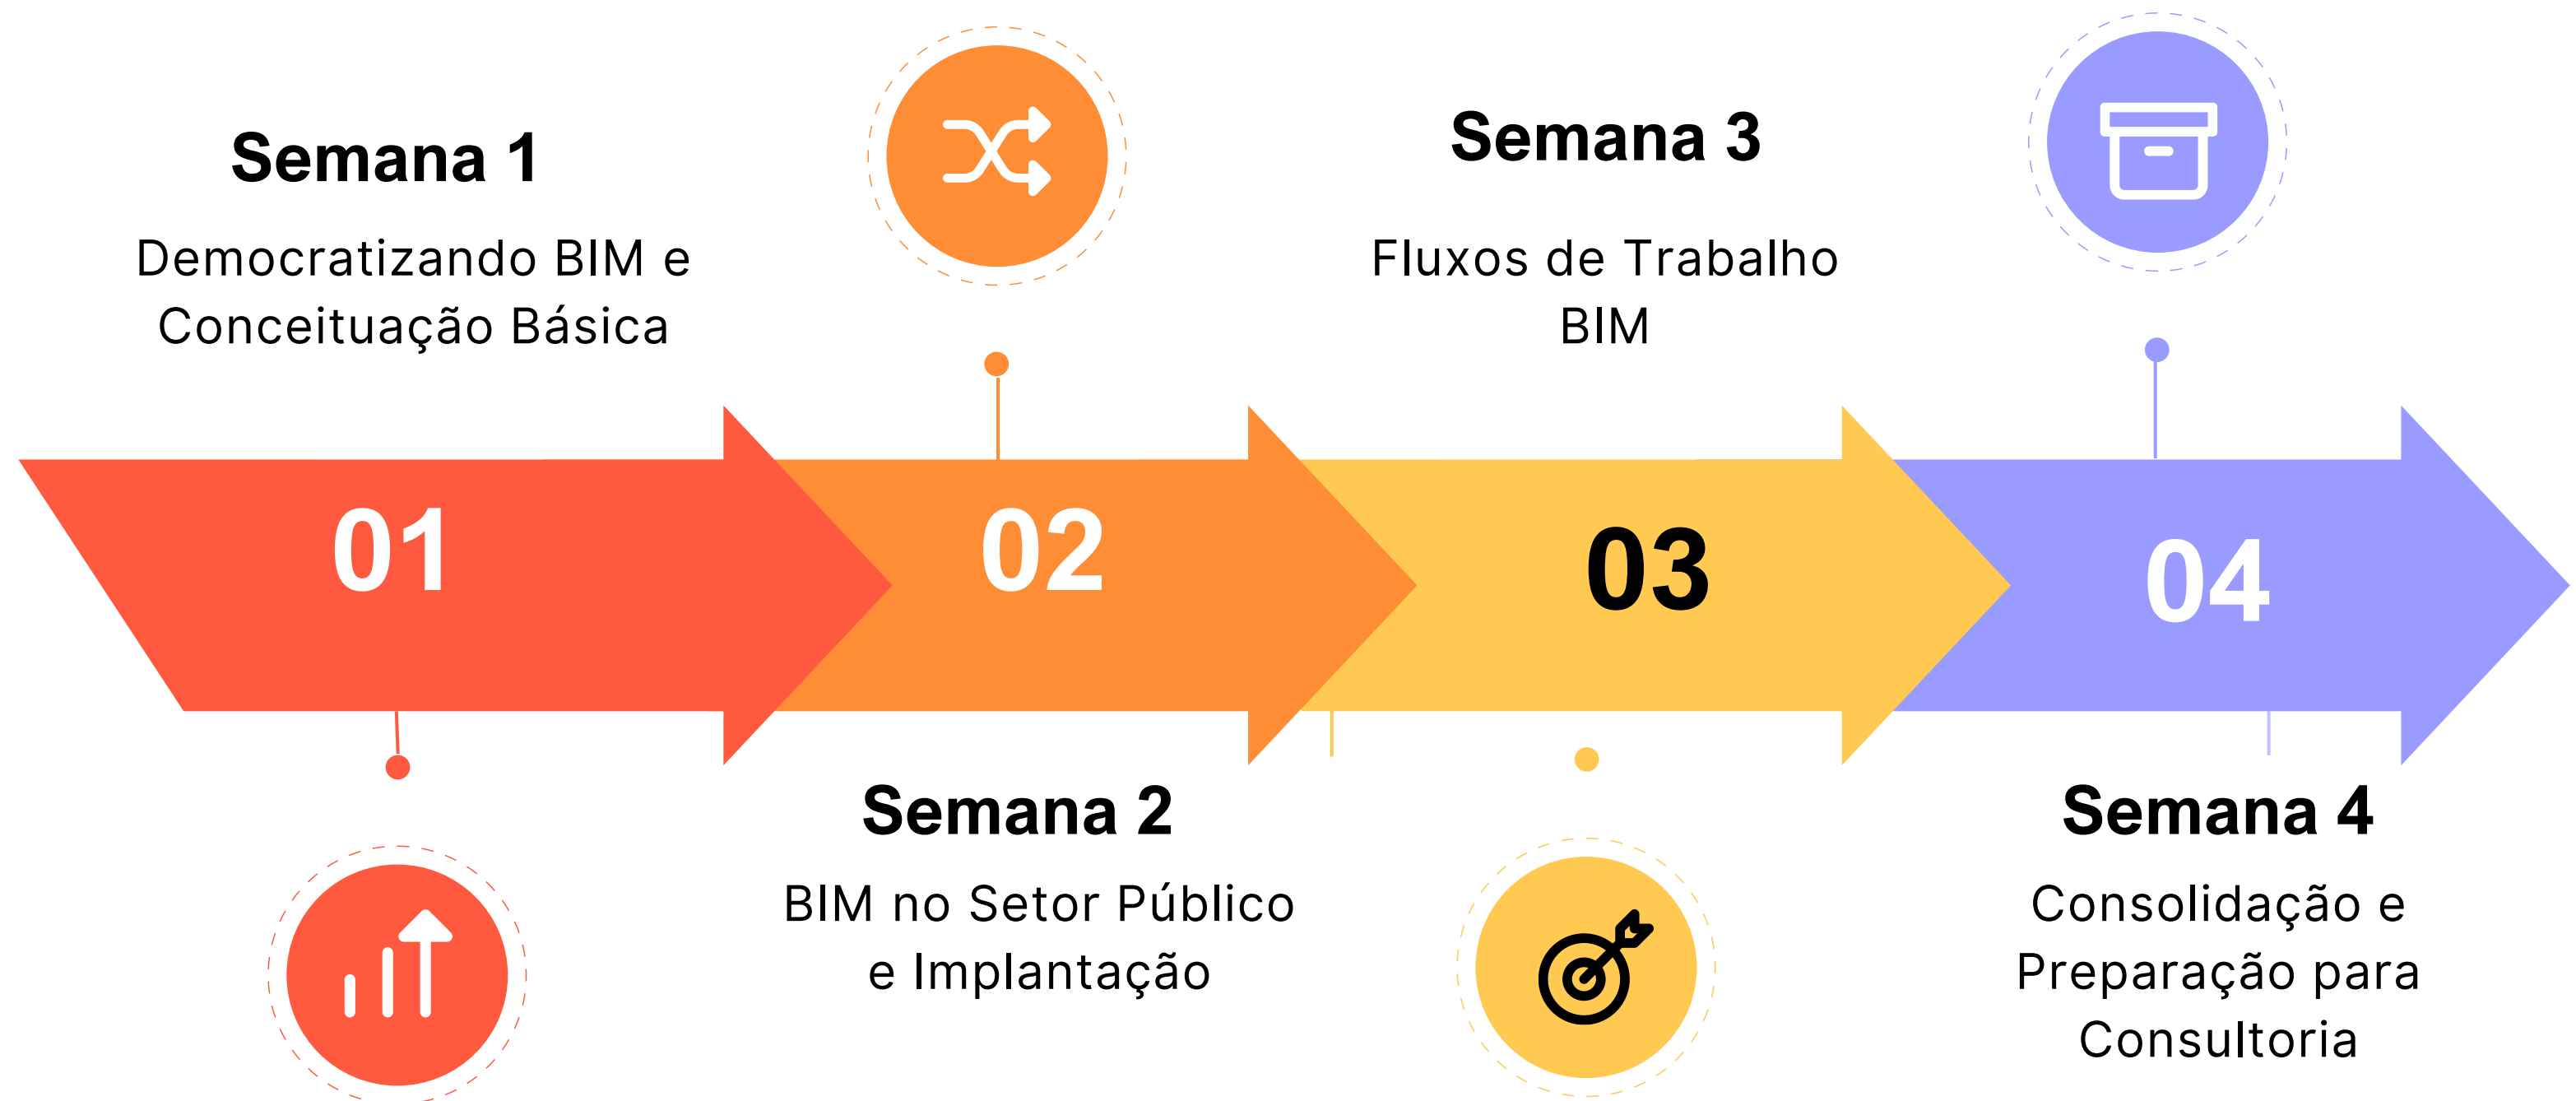 Semana 1
Democratizando BIM e
Conceituação Básica
Semana 3
Fluxos de Trabalho
BIM
01
02
03
04
Semana 2
BIM no Setor Público
e Implantação
Semana 4
Consolidação e
Preparação para
Consultoria